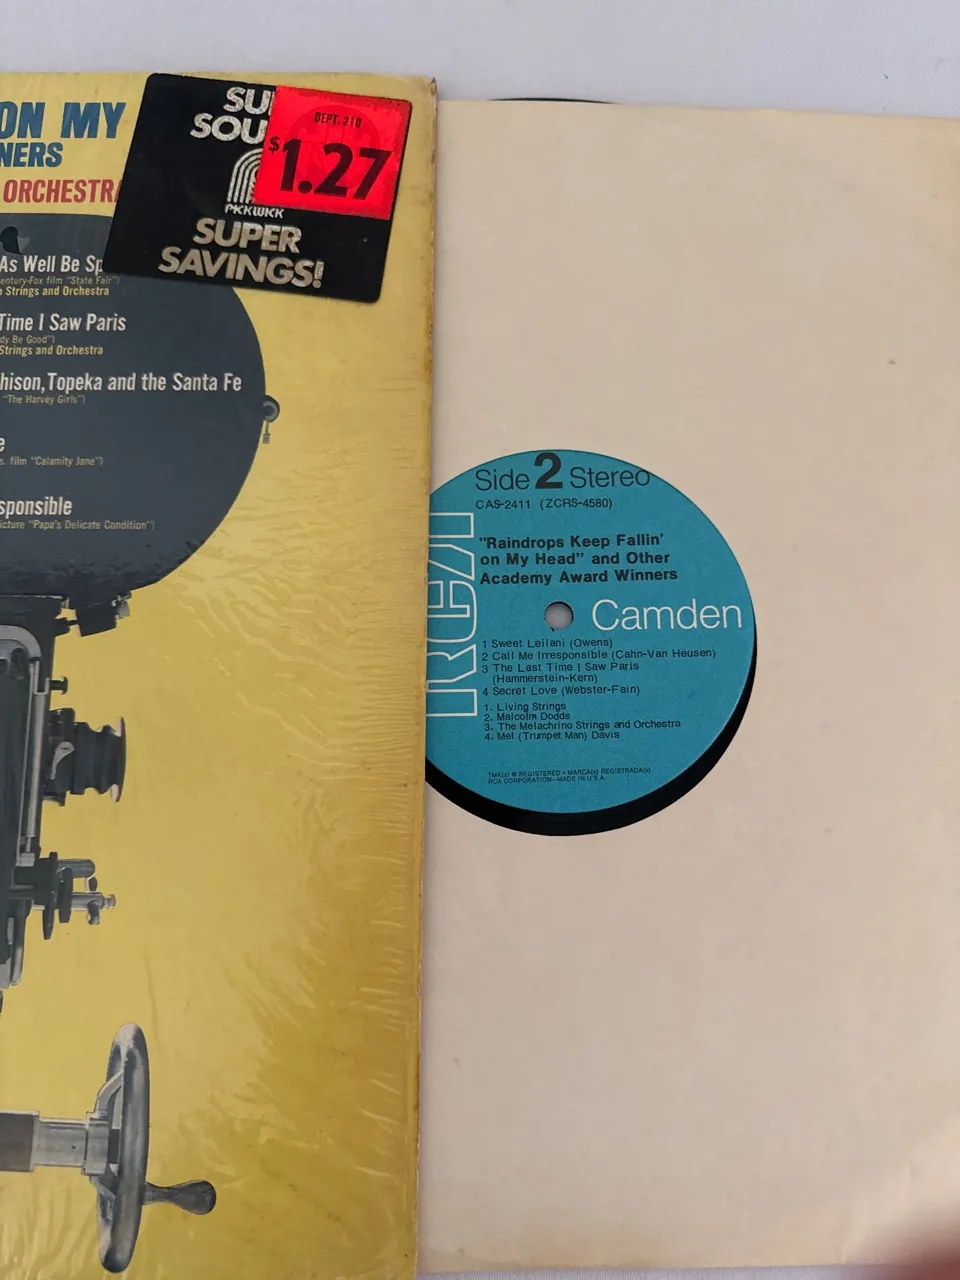 ON MY
NERS
ORCHESTRA
SU
SOU
DEPT. 210
$1.27
PICKWICK
SUPER
SAVINGS!
As Well Be Sp
entury-Fox film "State Fair")
Strings and Orchestra
Time I Saw Paris
dy Be Good")
Strings and Orchestra
hison, Topeka and the Santa Fe
"The Harvey Girls")
e
s. film "Calamity Jane")
sponsible
icture "Papa's Delicate Condition")
Side 2 Stereo
CAS-2411 (ZCRS-4580)
"Raindrops Keep Fallin'
on My Head" and Other
Academy Award Winners
RCA
Camden
1 Sweet Leilani (Owens)
2 Call Me Irresponsible (Cahn-Van Heusen)
3 The Last Time I Saw Paris
(Hammerstein-Kern)
4 Secret Love (Webster-Fain)
1. Living Strings
2. Malcolm Dodds
3. The Melachrino Strings and Orchestra
4. Mel (Trumpet Man) Davis
TMK(s) ® REGISTERED • MARCA(s) REGISTRADA(s)
RCA CORPORATION—MADE IN U.S.A.